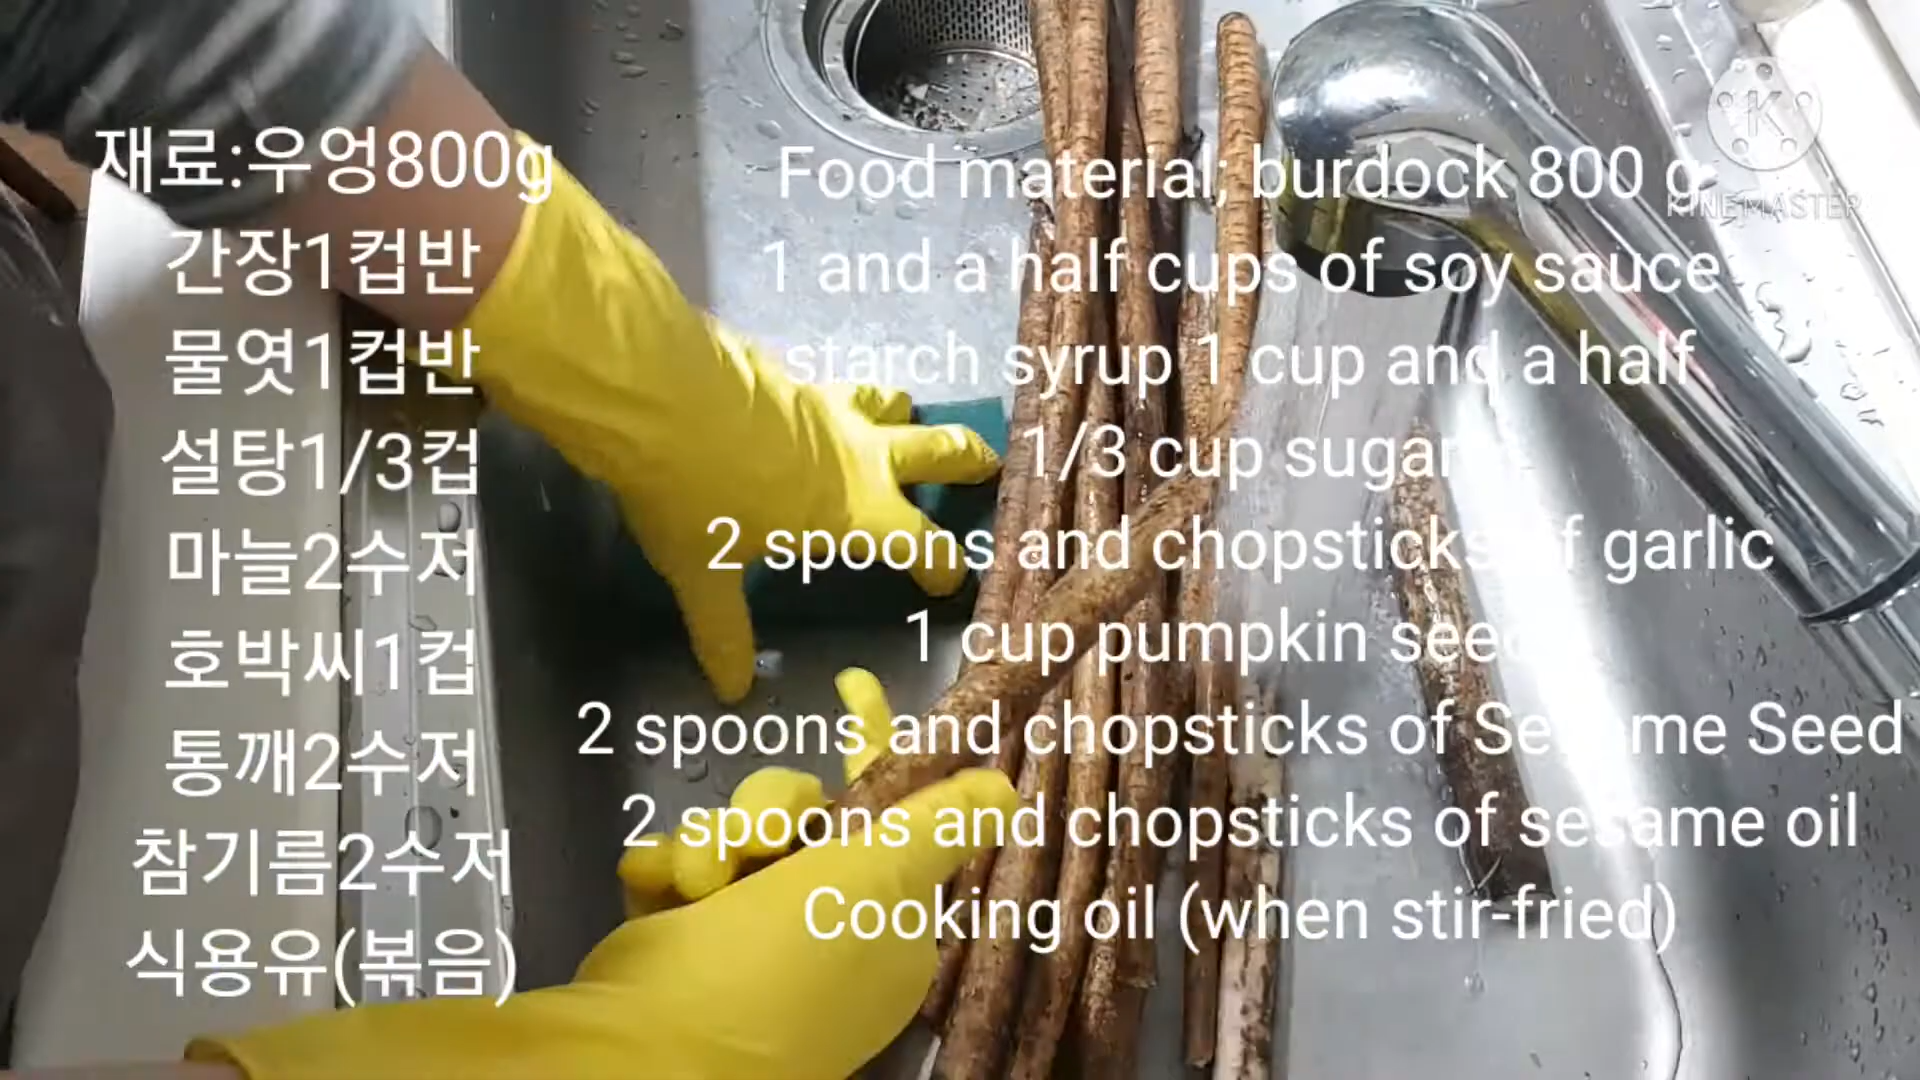 재료:우엉800g
간장1컵반
물엿1컵반
설탕1/3컵
마늘2수저
호박씨1컵
통깨2수저
참기름2수저
식용유(볶음)
Food material; burdock 800 g
1 and a half cups of soy sauce
starch syrup 1 cup and a half
1/3 cup sugar
2 spoons and chopsticks of garlic
1 cup pumpkin seed
2 spoons and chopsticks of Sesame Seed
2 spoons and chopsticks of sesame oil
Cooking oil (when stir-fried)
K
KINEMASTER